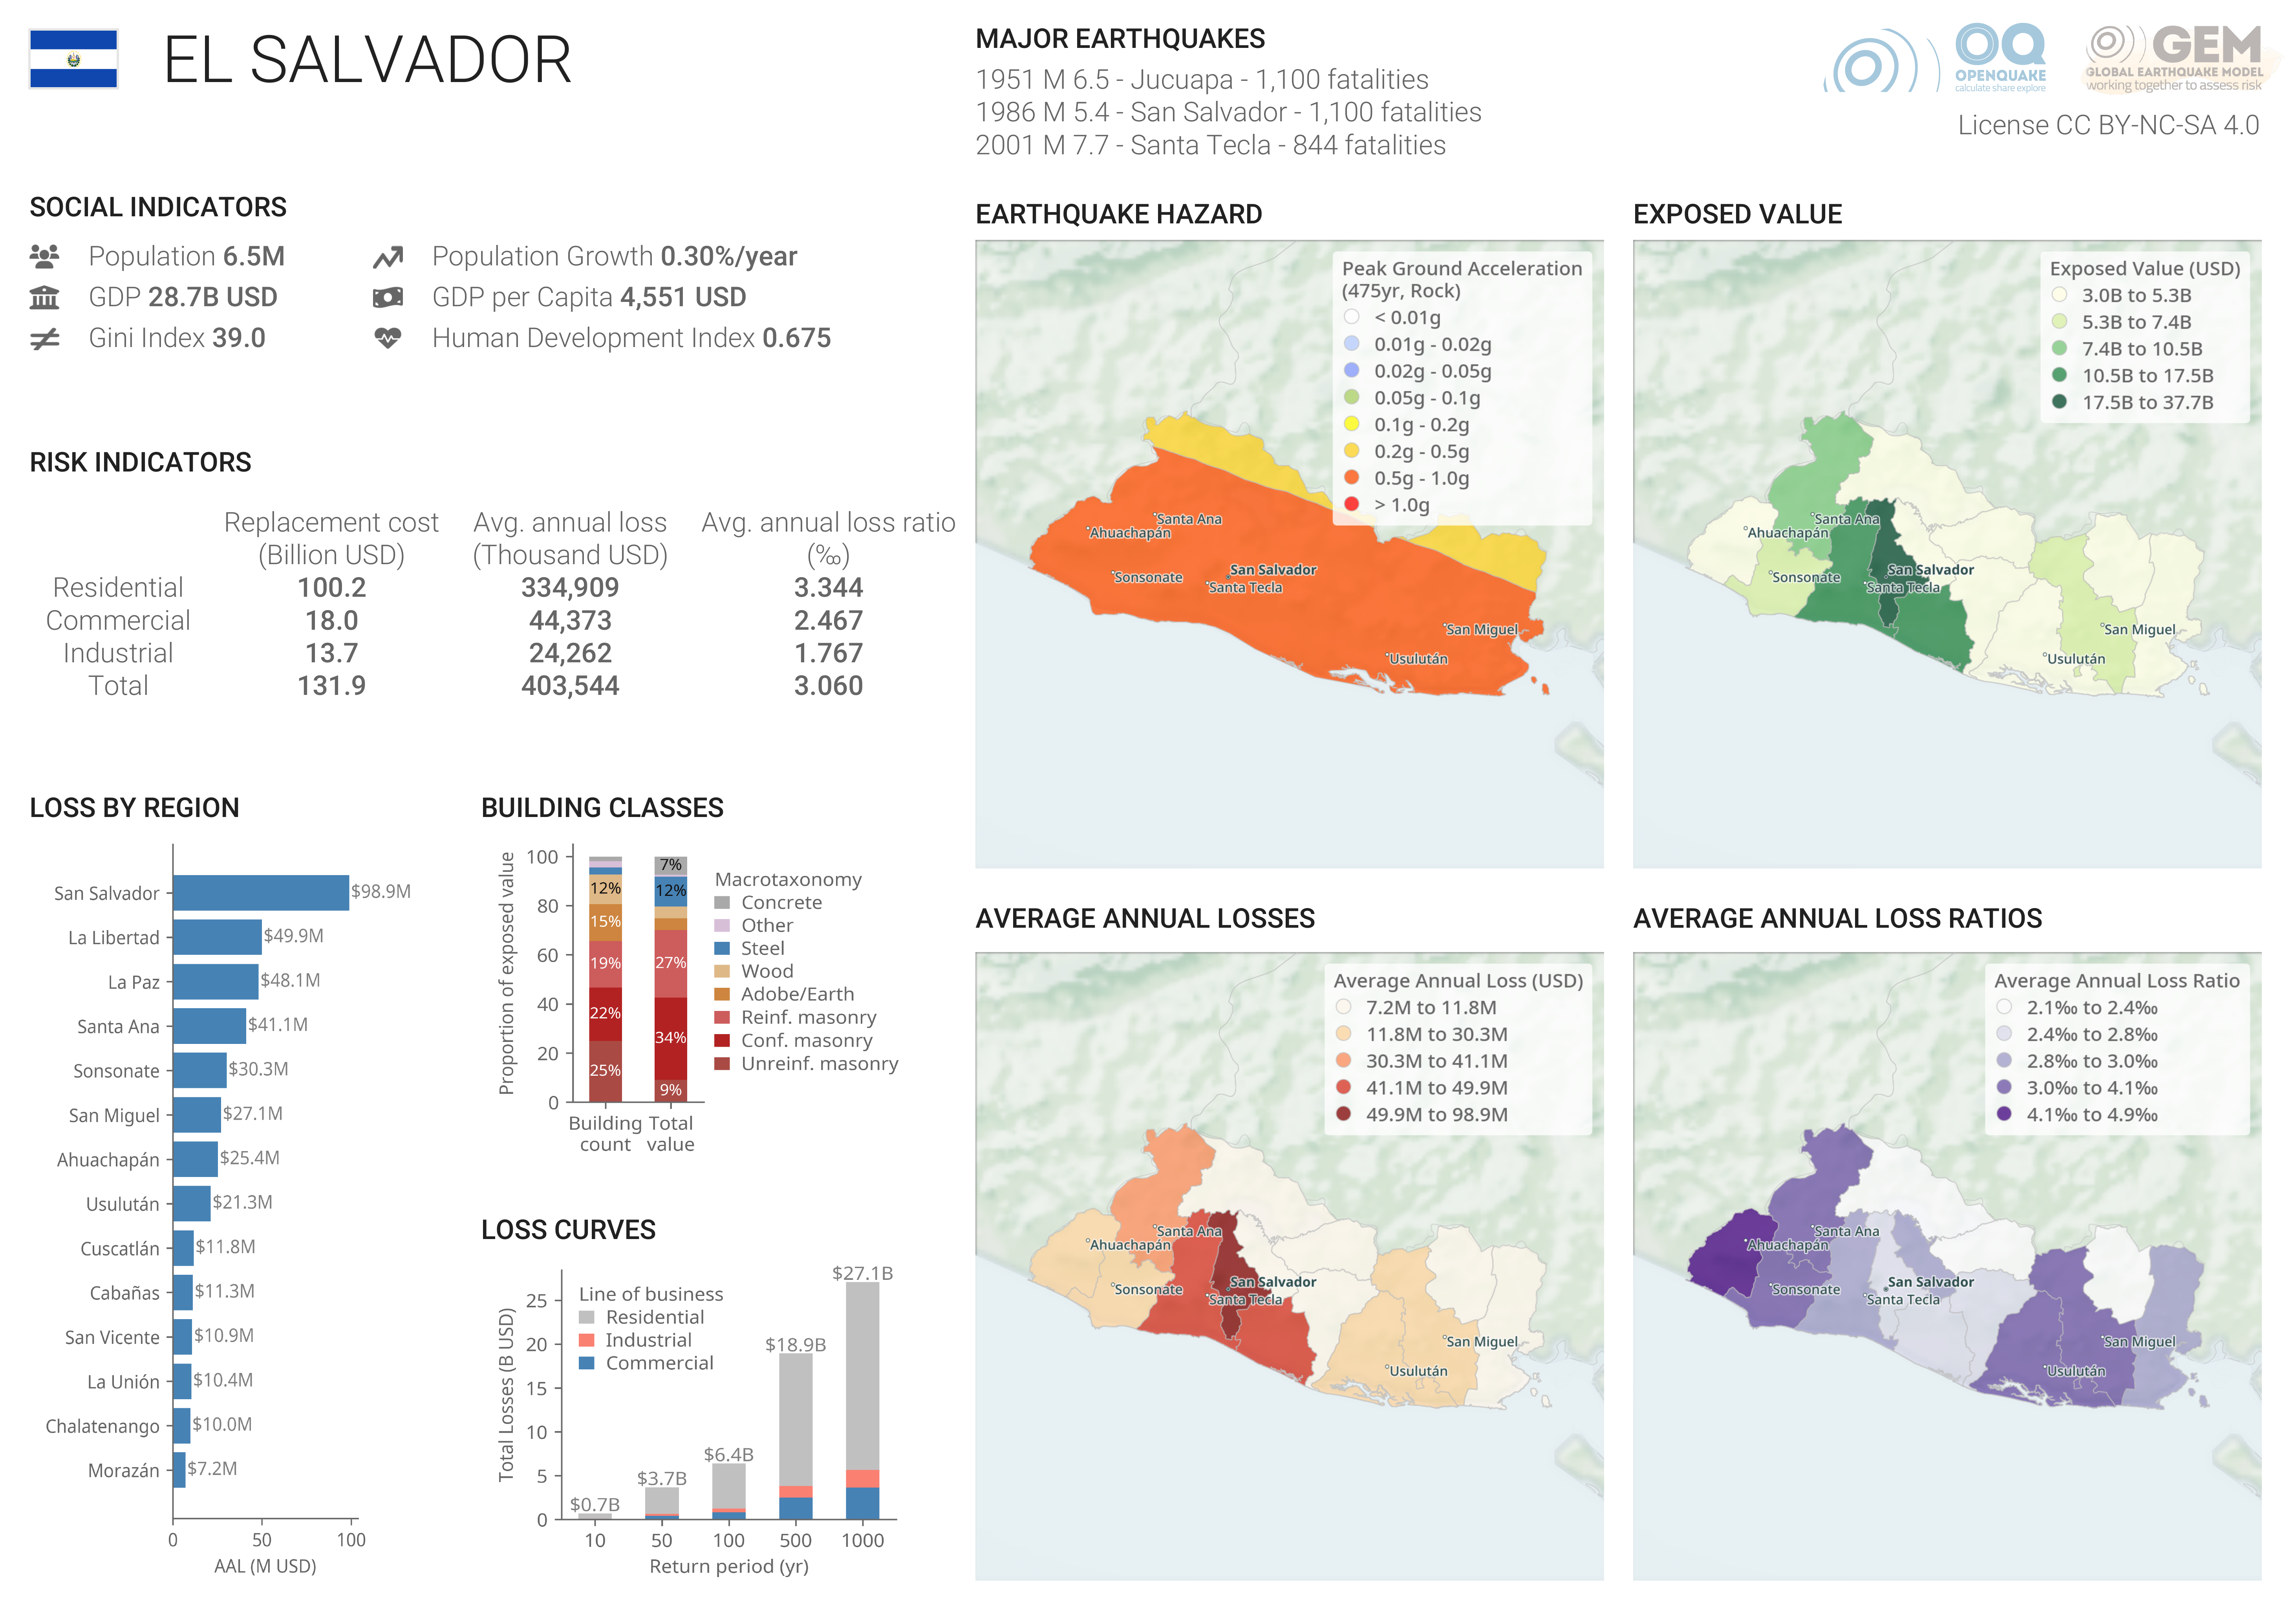 EL SALVADOR
MAJOR EARTHQUAKES
1951 M 6.5 - Jucuapa - 1,100 fatalities
1986 M 5.4 - San Salvador - 1,100 fatalities
2001 M 7.7 - Santa Tecla - 844 fatalities
OQ
OPENQUAKE
calculate share explore
GEM
GLOBAL EARTHQUAKE MODEL
working together to assess risk
License CC BY-NC-SA 4.0
SOCIAL INDICATORS
Population 6.5M
Population Growth 0.30%/year
GDP 28.7B USD
GDP per Capita 4,551 USD
Gini Index 39.0
Human Development Index 0.675
RISK INDICATORS
Replacement cost Avg. annual loss Avg. annual loss ratio
(Billion USD) (Thousand USD) (‰)
Residential 100.2 334,909 3.344
Commercial 18.0 44,373 2.467
Industrial 13.7 24,262 1.767
Total 131.9 403,544 3.060
LOSS BY REGION
San Salvador $98.9M
La Libertad $49.9M
La Paz $48.1M
Santa Ana $41.1M
Sonsonate $30.3M
San Miguel $27.1M
Ahuachapán $25.4M
Usulután $21.3M
Cuscatlán $11.8M
Cabañas $11.3M
San Vicente $10.9M
La Unión $10.4M
Chalatenango $10.0M
Morazán $7.2M
0 50 100
AAL (M USD)
BUILDING CLASSES
Proportion of exposed value
100
80
60
40
20
0
12%
15%
19%
22%
25%
7%
12%
27%
34%
9%
Building count
Total value
Macrotaxonomy
Concrete
Other
Steel
Wood
Adobe/Earth
Reinf. masonry
Conf. masonry
Unreinf. masonry
LOSS CURVES
Total Losses (B USD)
25
20
15
10
5
0
Line of business
Residential
Industrial
Commercial
$0.7B
$3.7B
$6.4B
$18.9B
$27.1B
10 50 100 500 1000
Return period (yr)
EARTHQUAKE HAZARD
Peak Ground Acceleration
(475yr, Rock)
< 0.01g
0.01g - 0.02g
0.02g - 0.05g
0.05g - 0.1g
0.1g - 0.2g
0.2g - 0.5g
0.5g - 1.0g
> 1.0g
Santa Ana
Ahuachapán
San Salvador
Sonsonate
Santa Tecla
San Miguel
Usulután
EXPOSED VALUE
Exposed Value (USD)
3.0B to 5.3B
5.3B to 7.4B
7.4B to 10.5B
10.5B to 17.5B
17.5B to 37.7B
Santa Ana
Ahuachapán
San Salvador
Sonsonate
Santa Tecla
San Miguel
Usulután
AVERAGE ANNUAL LOSSES
Average Annual Loss (USD)
7.2M to 11.8M
11.8M to 30.3M
30.3M to 41.1M
41.1M to 49.9M
49.9M to 98.9M
Santa Ana
Ahuachapán
San Salvador
Sonsonate
Santa Tecla
San Miguel
Usulután
AVERAGE ANNUAL LOSS RATIOS
Average Annual Loss Ratio
2.1‰ to 2.4‰
2.4‰ to 2.8‰
2.8‰ to 3.0‰
3.0‰ to 4.1‰
4.1‰ to 4.9‰
Santa Ana
Ahuachapán
San Salvador
Sonsonate
Santa Tecla
San Miguel
Usulután